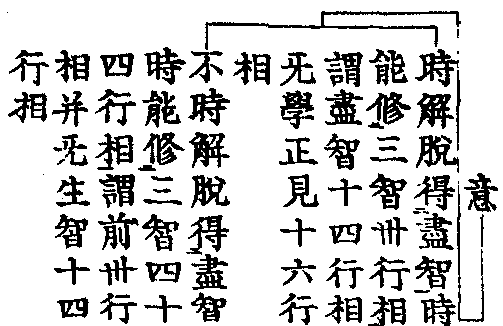 意
時解脫得盡智時
能修三智卅行相
謂盡智十四行相
旡學正見十六行
相
不時解脫得盡智
時能修三智四十
四行相謂前卅行
相并旡生智十四
行相